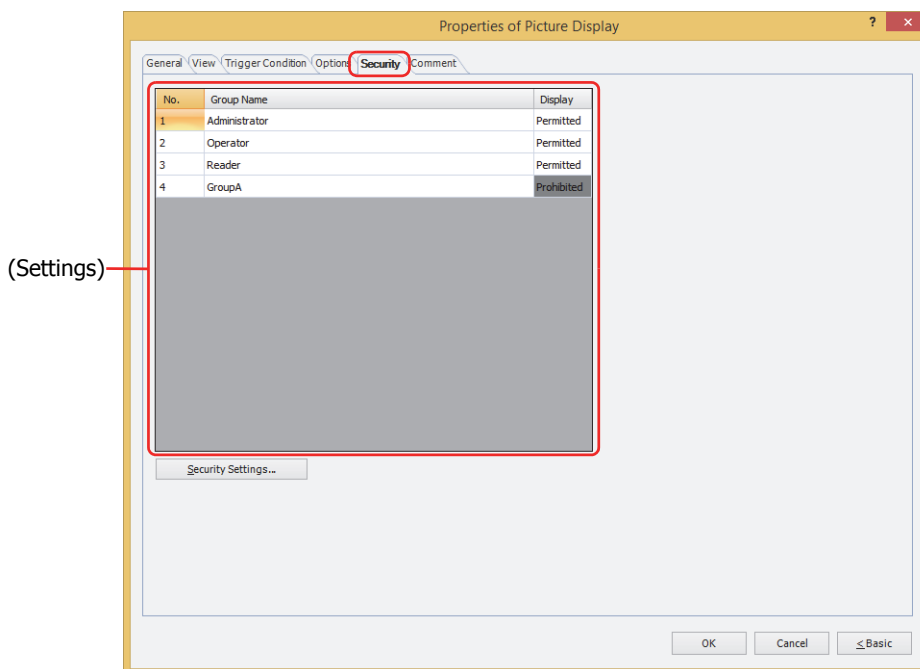 Properties of Picture Display ? ×
General View Trigger Condition Options Security Comment
No. Group Name Display
1 Administrator Permitted
2 Operator Permitted
3 Reader Permitted
4 GroupA Prohibited
(Settings)
Security Settings...
OK Cancel < Basic